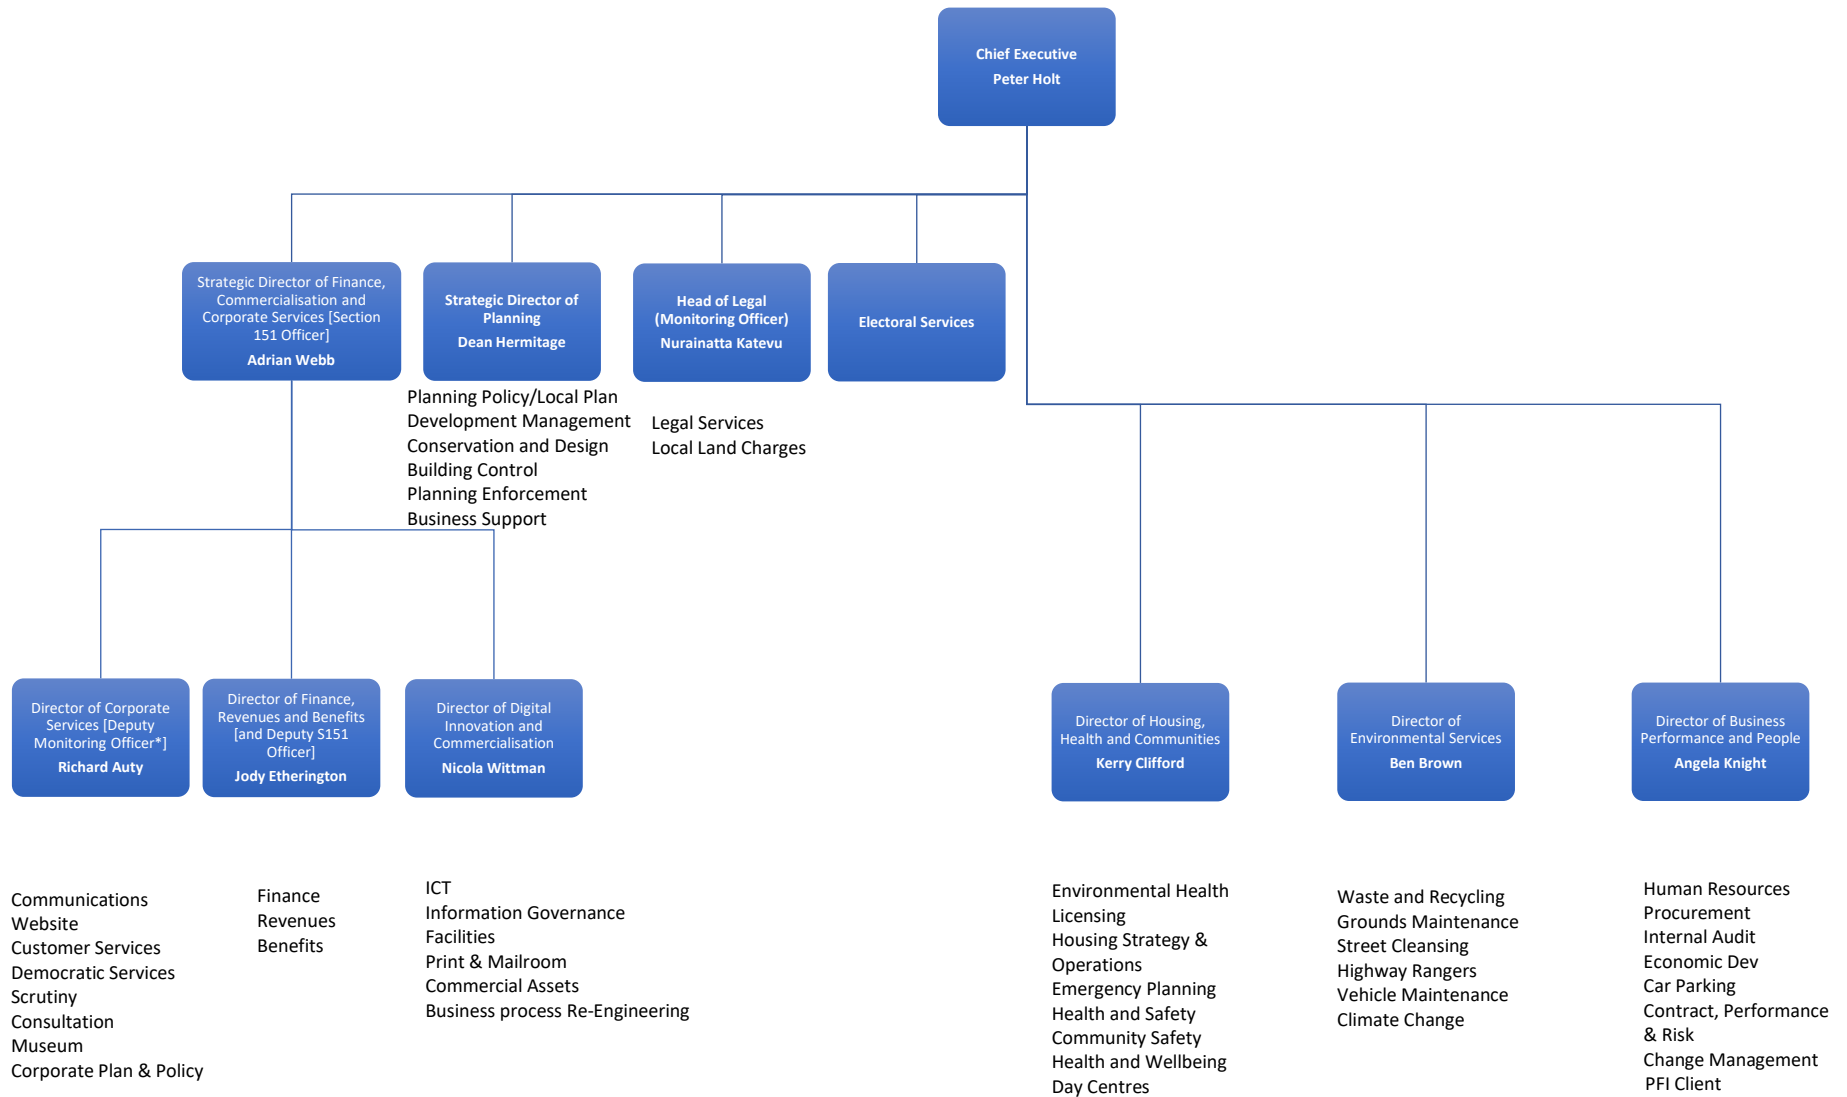 Chief Executive
Peter Holt
Strategic Director of Finance,
Commercialisation and
Corporate Services [Section
151 Officer]
Adrian Webb
Strategic Director of
Planning
Dean Hermitage
Head of Legal
(Monitoring Officer)
Nurainatta Katevu
Electoral Services
Planning Policy/Local Plan
Development Management
Conservation and Design
Building Control
Planning Enforcement
Business Support
Legal Services
Local Land Charges
Director of Corporate
Services [Deputy
Monitoring Officer*]
Richard Auty
Director of Finance,
Revenues and Benefits
[and Deputy S151
Officer]
Jody Etherington
Director of Digital
Innovation and
Commercialisation
Nicola Wittman
Director of Housing,
Health and Communities
Kerry Clifford
Director of
Environmental Services
Ben Brown
Director of Business
Performance and People
Angela Knight
Communications
Website
Customer Services
Democratic Services
Scrutiny
Consultation
Museum
Corporate Plan & Policy
Finance
Revenues
Benefits
ICT
Information Governance
Facilities
Print & Mailroom
Commercial Assets
Business process Re-Engineering
Environmental Health
Licensing
Housing Strategy &
Operations
Emergency Planning
Health and Safety
Community Safety
Health and Wellbeing
Day Centres
Waste and Recycling
Grounds Maintenance
Street Cleansing
Highway Rangers
Vehicle Maintenance
Climate Change
Human Resources
Procurement
Internal Audit
Economic Dev
Car Parking
Contract, Performance
& Risk
Change Management
PFI Client